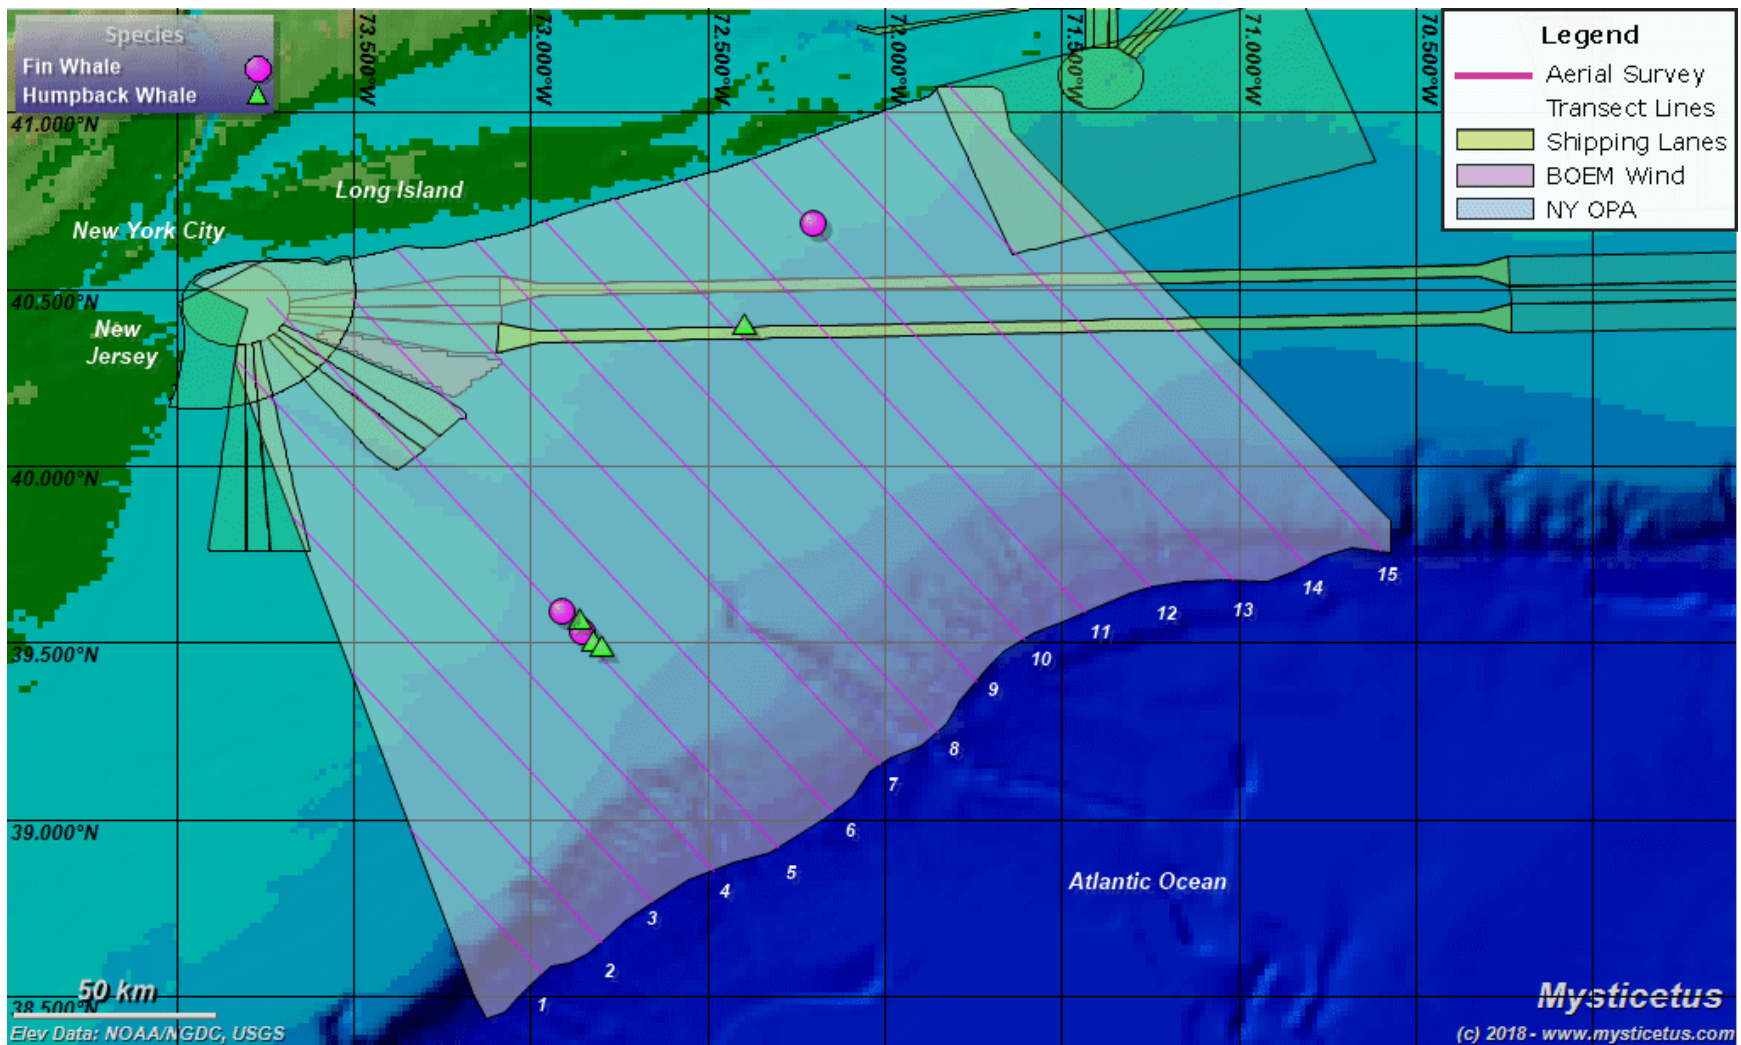 Species
Fin Whale
Humpback Whale
73.500°W
73.000°W
72.500°W
72.000°W
71.500°W
71.000°W
70.500°W
Legend
Aerial Survey
Transect Lines
Shipping Lanes
BOEM Wind
NY OPA
41.000°N
Long Island
New York City
40.500°N
New
Jersey
40.000°N
39.500°N
39.000°N
38.500°N
15
14
13
12
11
10
9
8
7
6
5
4
3
2
1
Atlantic Ocean
50 km
Mysticetus
Elev Data: NOAA/NGDC, USGS
(c) 2018 - www.mysticetus.com